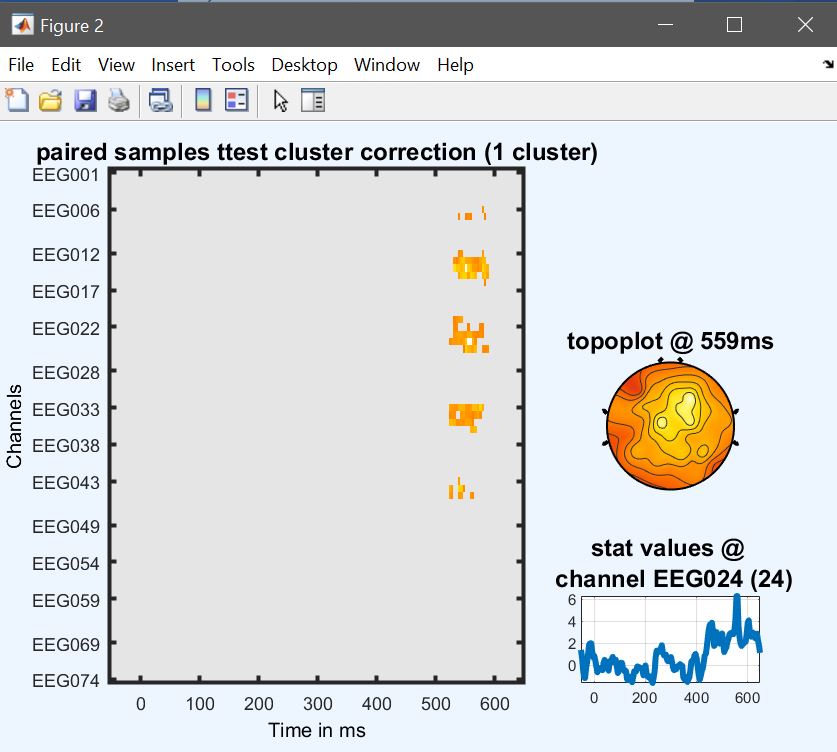 Figure 2
File Edit View Insert Tools Desktop Window Help
paired samples ttest cluster correction (1 cluster)
EEG001
EEG006
EEG012
EEG017
EEG022
EEG028
EEG033
EEG038
EEG043
EEG049
EEG054
EEG059
EEG069
EEG074
Channels
0 100 200 300 400 500 600
Time in ms
topoplot @ 559ms
stat values @
channel EEG024 (24)
6
4
2
0
0 200 400 600